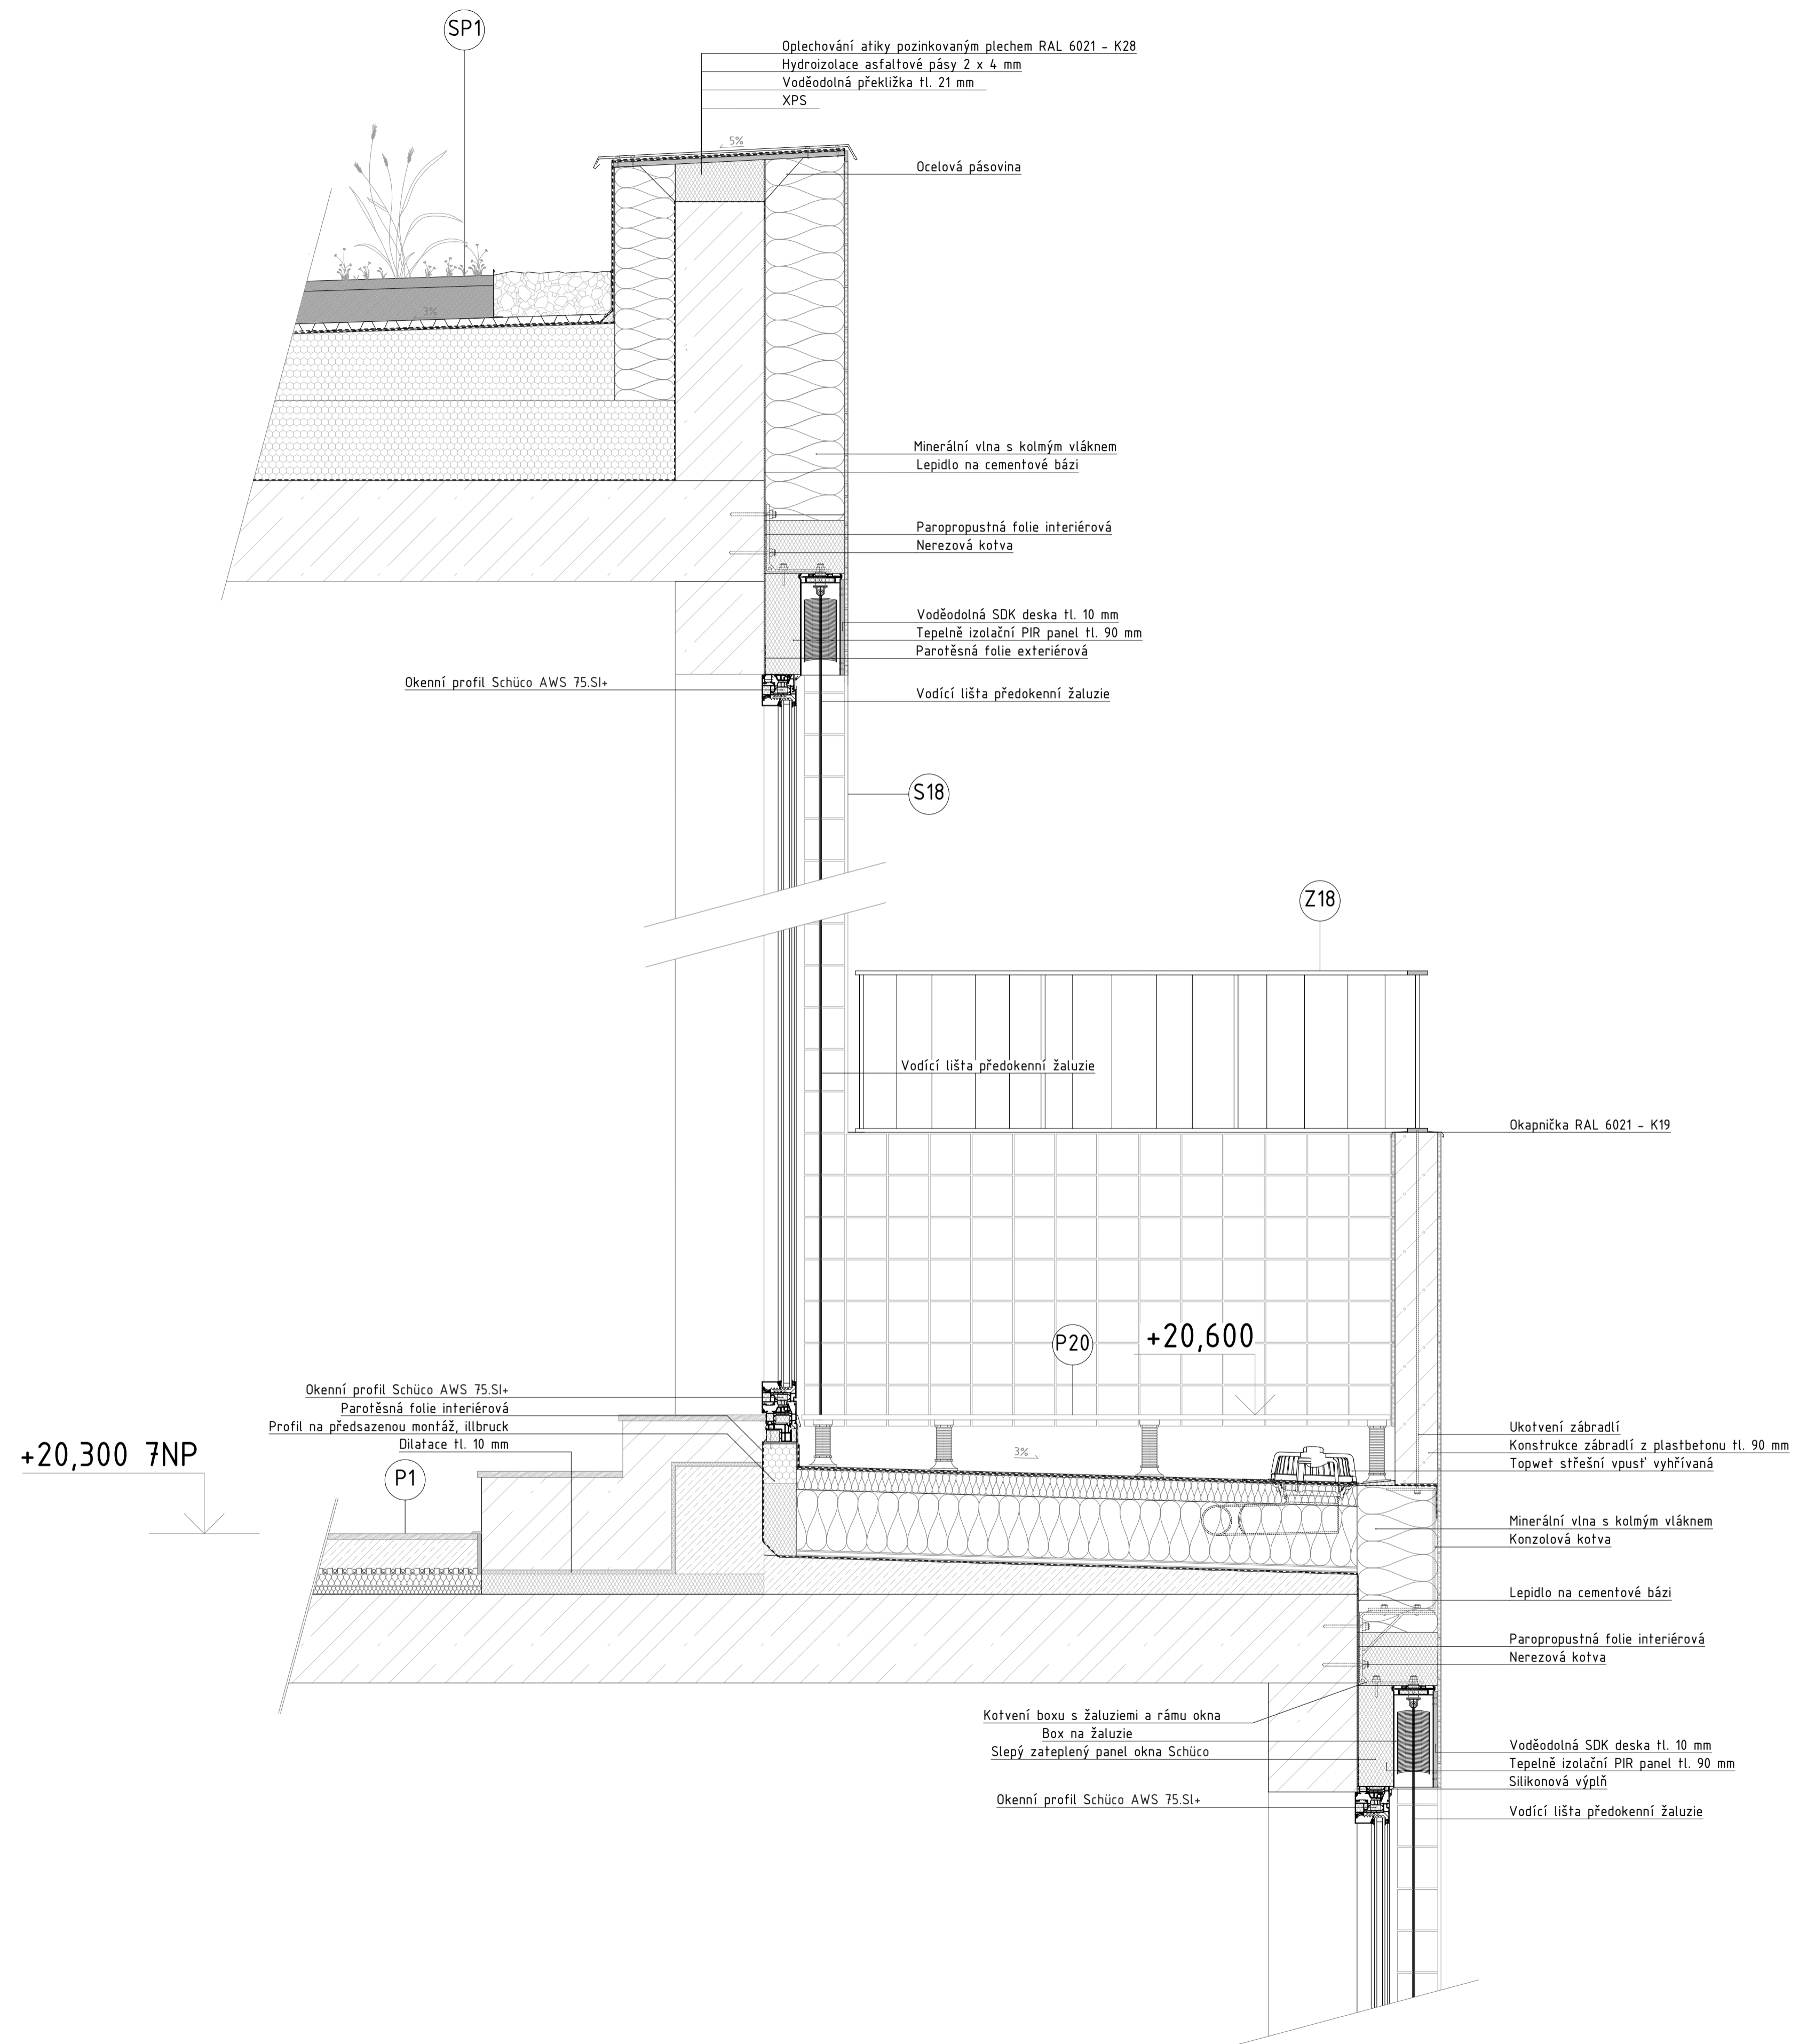 SP1
Oplechování atiky pozinkovaným plechem RAL 6021 - K28
Hydroizolace asfaltové pásy 2 x 4 mm
Voděodolná překližka tl. 21 mm
XPS
5%
Ocelová pásovina
3%
Minerální vlna s kolmým vláknem
Lepidlo na cementové bázi
Paropropustná folie interiérová
Nerezová kotva
Voděodolná SDK deska tl. 10 mm
Tepelně izolační PIR panel tl. 90 mm
Parotěsná folie exteriérová
Okenní profil Schüco AWS 75.SI+
Vodící lišta předokenní žaluzie
S18
Z18
Vodící lišta předokenní žaluzie
Okapnička RAL 6021 - K19
P20
+20,600
Okenní profil Schüco AWS 75.SI+
Parotěsná folie interiérová
Profil na předsazenou montáž, illbruck
Dilatace tl. 10 mm
+20,300 7NP
P1
3%
Ukotvení zábradlí
Konstrukce zábradlí z plastbetonu tl. 90 mm
Topwet střešní vpusť vyhřívaná
Minerální vlna s kolmým vláknem
Konzolová kotva
Lepidlo na cementové bázi
Paropropustná folie interiérová
Nerezová kotva
Kotvení boxu s žaluziemi a rámu okna
Box na žaluzie
Slepý zateplený panel okna Schüco
Voděodolná SDK deska tl. 10 mm
Tepelně izolační PIR panel tl. 90 mm
Silikonová výplň
Okenní profil Schüco AWS 75.SI+
Vodící lišta předokenní žaluzie